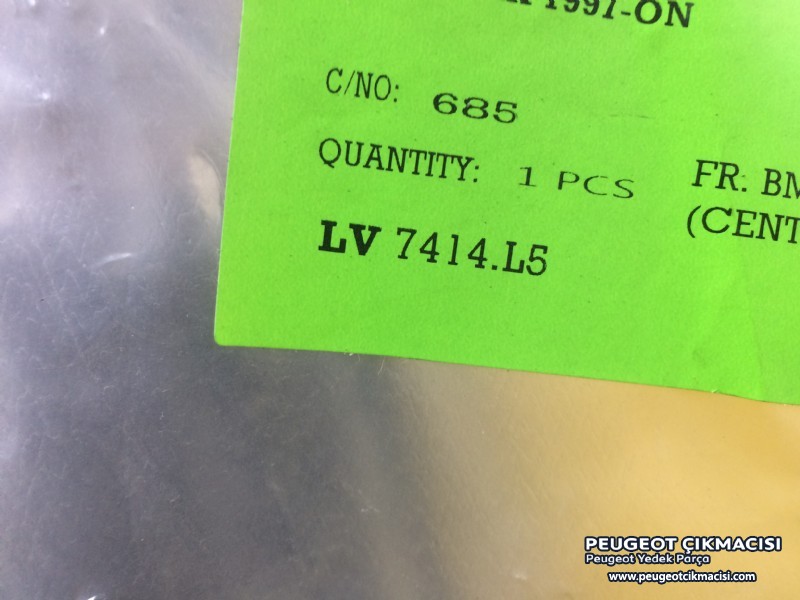 1997-ON
C/NO: 685
QUANTITY: 1 PCS
FR. BM
(CENT
LV 7414.L5
PEUGEOT ÇIKMACISI
Peugeot Yedek Parça
www.peugeotcikmacisi.com